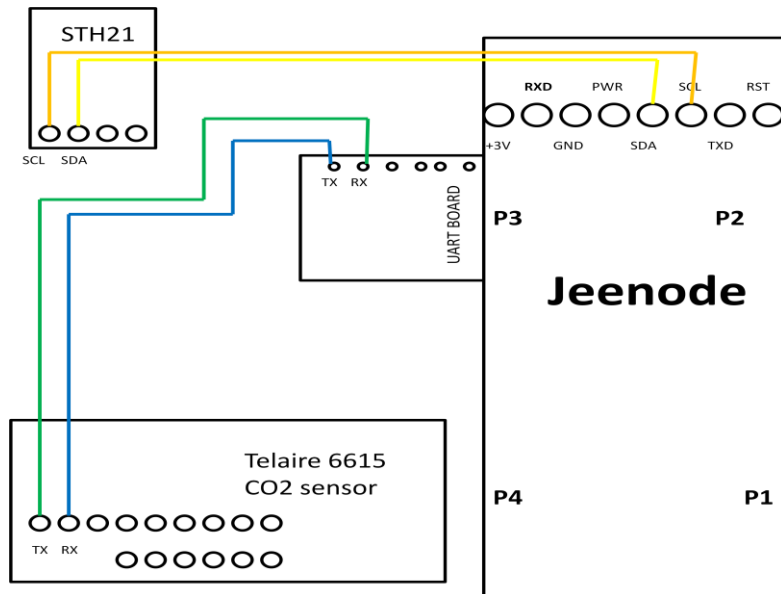 STH21
SCL SDA
RXD PWR SCL RST
+3V GND SDA TXD
TX RX
UART BOARD
P3 P2
Jeenode
Telaire 6615
CO2 sensor
P4 P1
TX RX